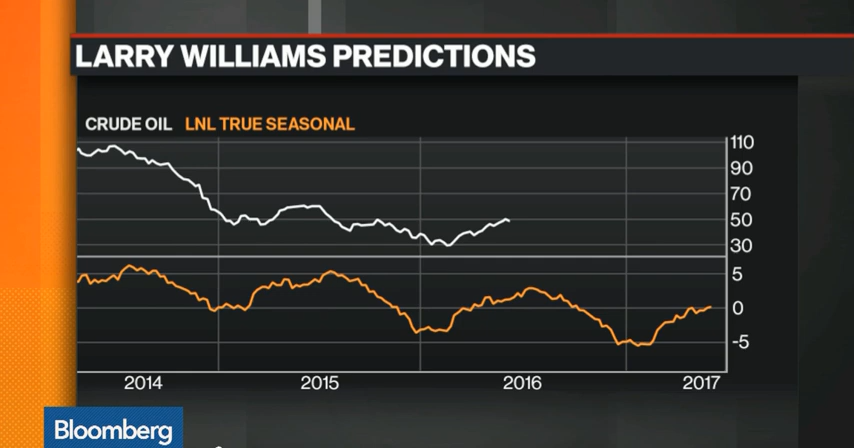 LARRY WILLIAMS PREDICTIONS
CRUDE OIL LNL TRUE SEASONAL
110
90
70
50
30
5
0
-5
2014 2015 2016 2017
Bloomberg